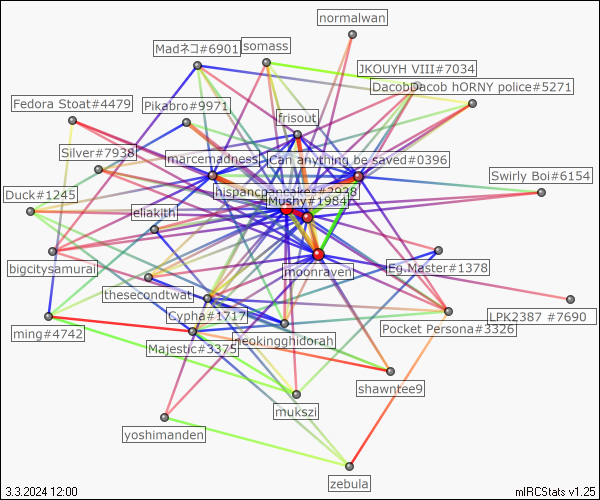 normalwan
Madネコ#6901
somass
JKOUYH VIII#7034
DacobDacob hORNY police#5271
Fedora Stoat#4479
Pikabro#9971
frisout
Silver#7938
marcemadness
Can anything be saved#0396
Swirly Boi#6154
Duck#1245
hispancpaneskes#2938
Mushy#1984
eliakith
bigcitysamurai
moonraven
Eg.Master#1378
thesecondtwat
Cypha#1717
LPK2387 #7690
ming#4742
Pocket Persona#3326
Majestic#3375
neokingghidorah
shawntee9
mukszi
yoshimanden
zebula
3.3.2024 12:00
mIRCStats v1.25